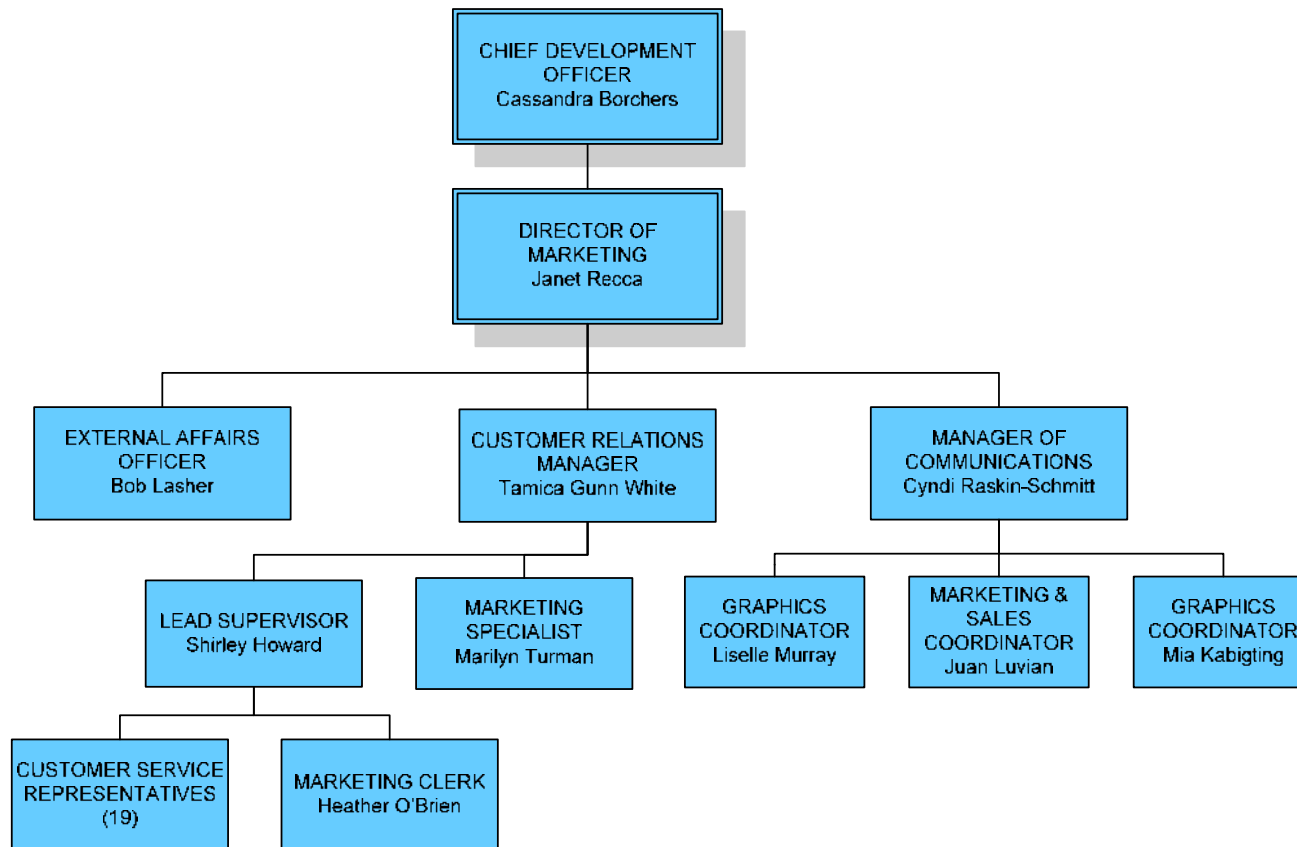 CHIEF DEVELOPMENT
OFFICER
Cassandra Borchers
DIRECTOR OF
MARKETING
Janet Recca
EXTERNAL AFFAIRS
OFFICER
Bob Lasher
CUSTOMER RELATIONS
MANAGER
Tamica Gunn White
MANAGER OF
COMMUNICATIONS
Cyndi Raskin-Schmitt
LEAD SUPERVISOR
Shirley Howard
MARKETING
SPECIALIST
Marilyn Turman
GRAPHICS
COORDINATOR
Liselle Murray
MARKETING &
SALES
COORDINATOR
Juan Luvian
GRAPHICS
COORDINATOR
Mia Kabigting
CUSTOMER SERVICE
REPRESENTATIVES
(19)
MARKETING CLERK
Heather O'Brien